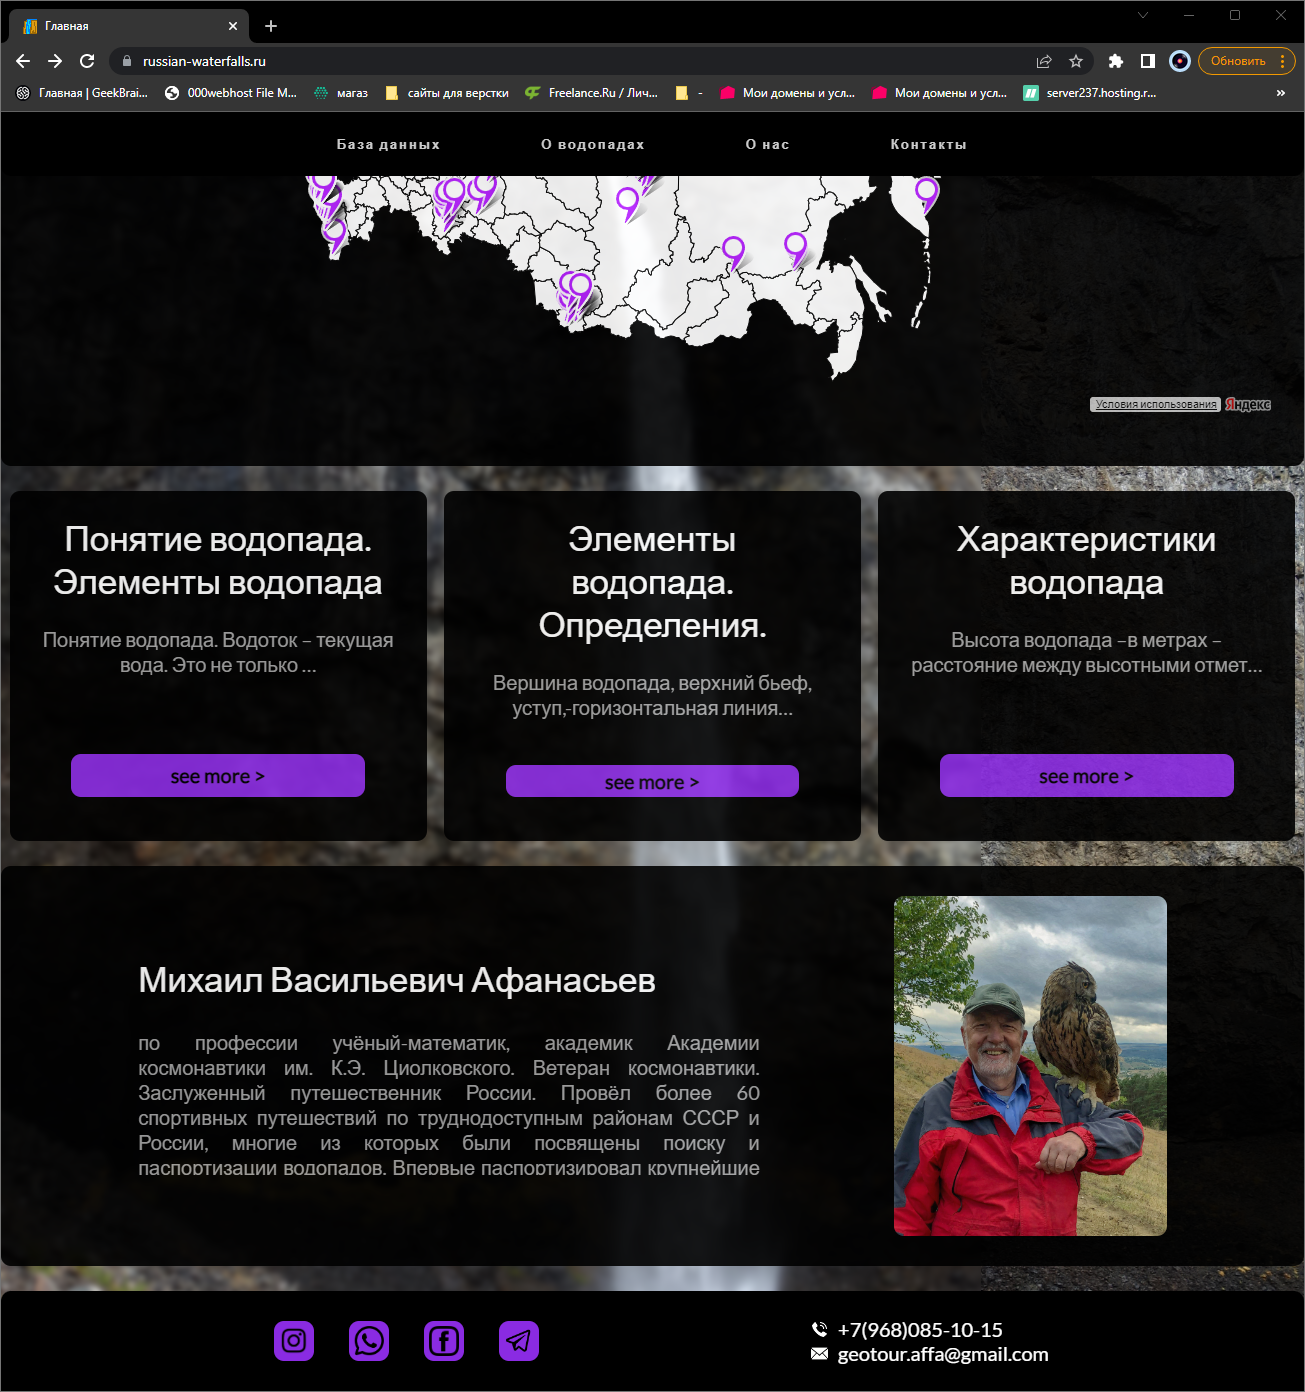 Главная
russian-waterfalls.ru
Обновить
Главная | GeekBrai...
000webhost File M...
магаз
сайты для верстки
Freelance.Ru / Лич...
-
Мои домены и усл...
Мои домены и усл...
server237.hosting.r...
»
База данных
О водопадах
О нас
Контакты
Условия использования
Яндекс
Понятие водопада.
Элементы водопада
Понятие водопада. Водоток – текущая
вода. Это не только ...
see more >
Элементы
водопада.
Определения.
Вершина водопада, верхний бьеф,
уступ,-горизонтальная линия...
see more >
Характеристики
водопада
Высота водопада –в метрах –
расстояние между высотными отмет...
see more >
Михаил Васильевич Афанасьев
по профессии учёный-математик, академик Академии
космонавтики им. К.Э. Циолковского. Ветеран космонавтики.
Заслуженный путешественник России. Провёл более 60
спортивных путешествий по труднодоступным районам СССР и
России, многие из которых были посвящены поиску и
паспортизации водопадов. Впервые паспортизировал крупнейшие
+7(968)085-10-15
geotour.affa@gmail.com